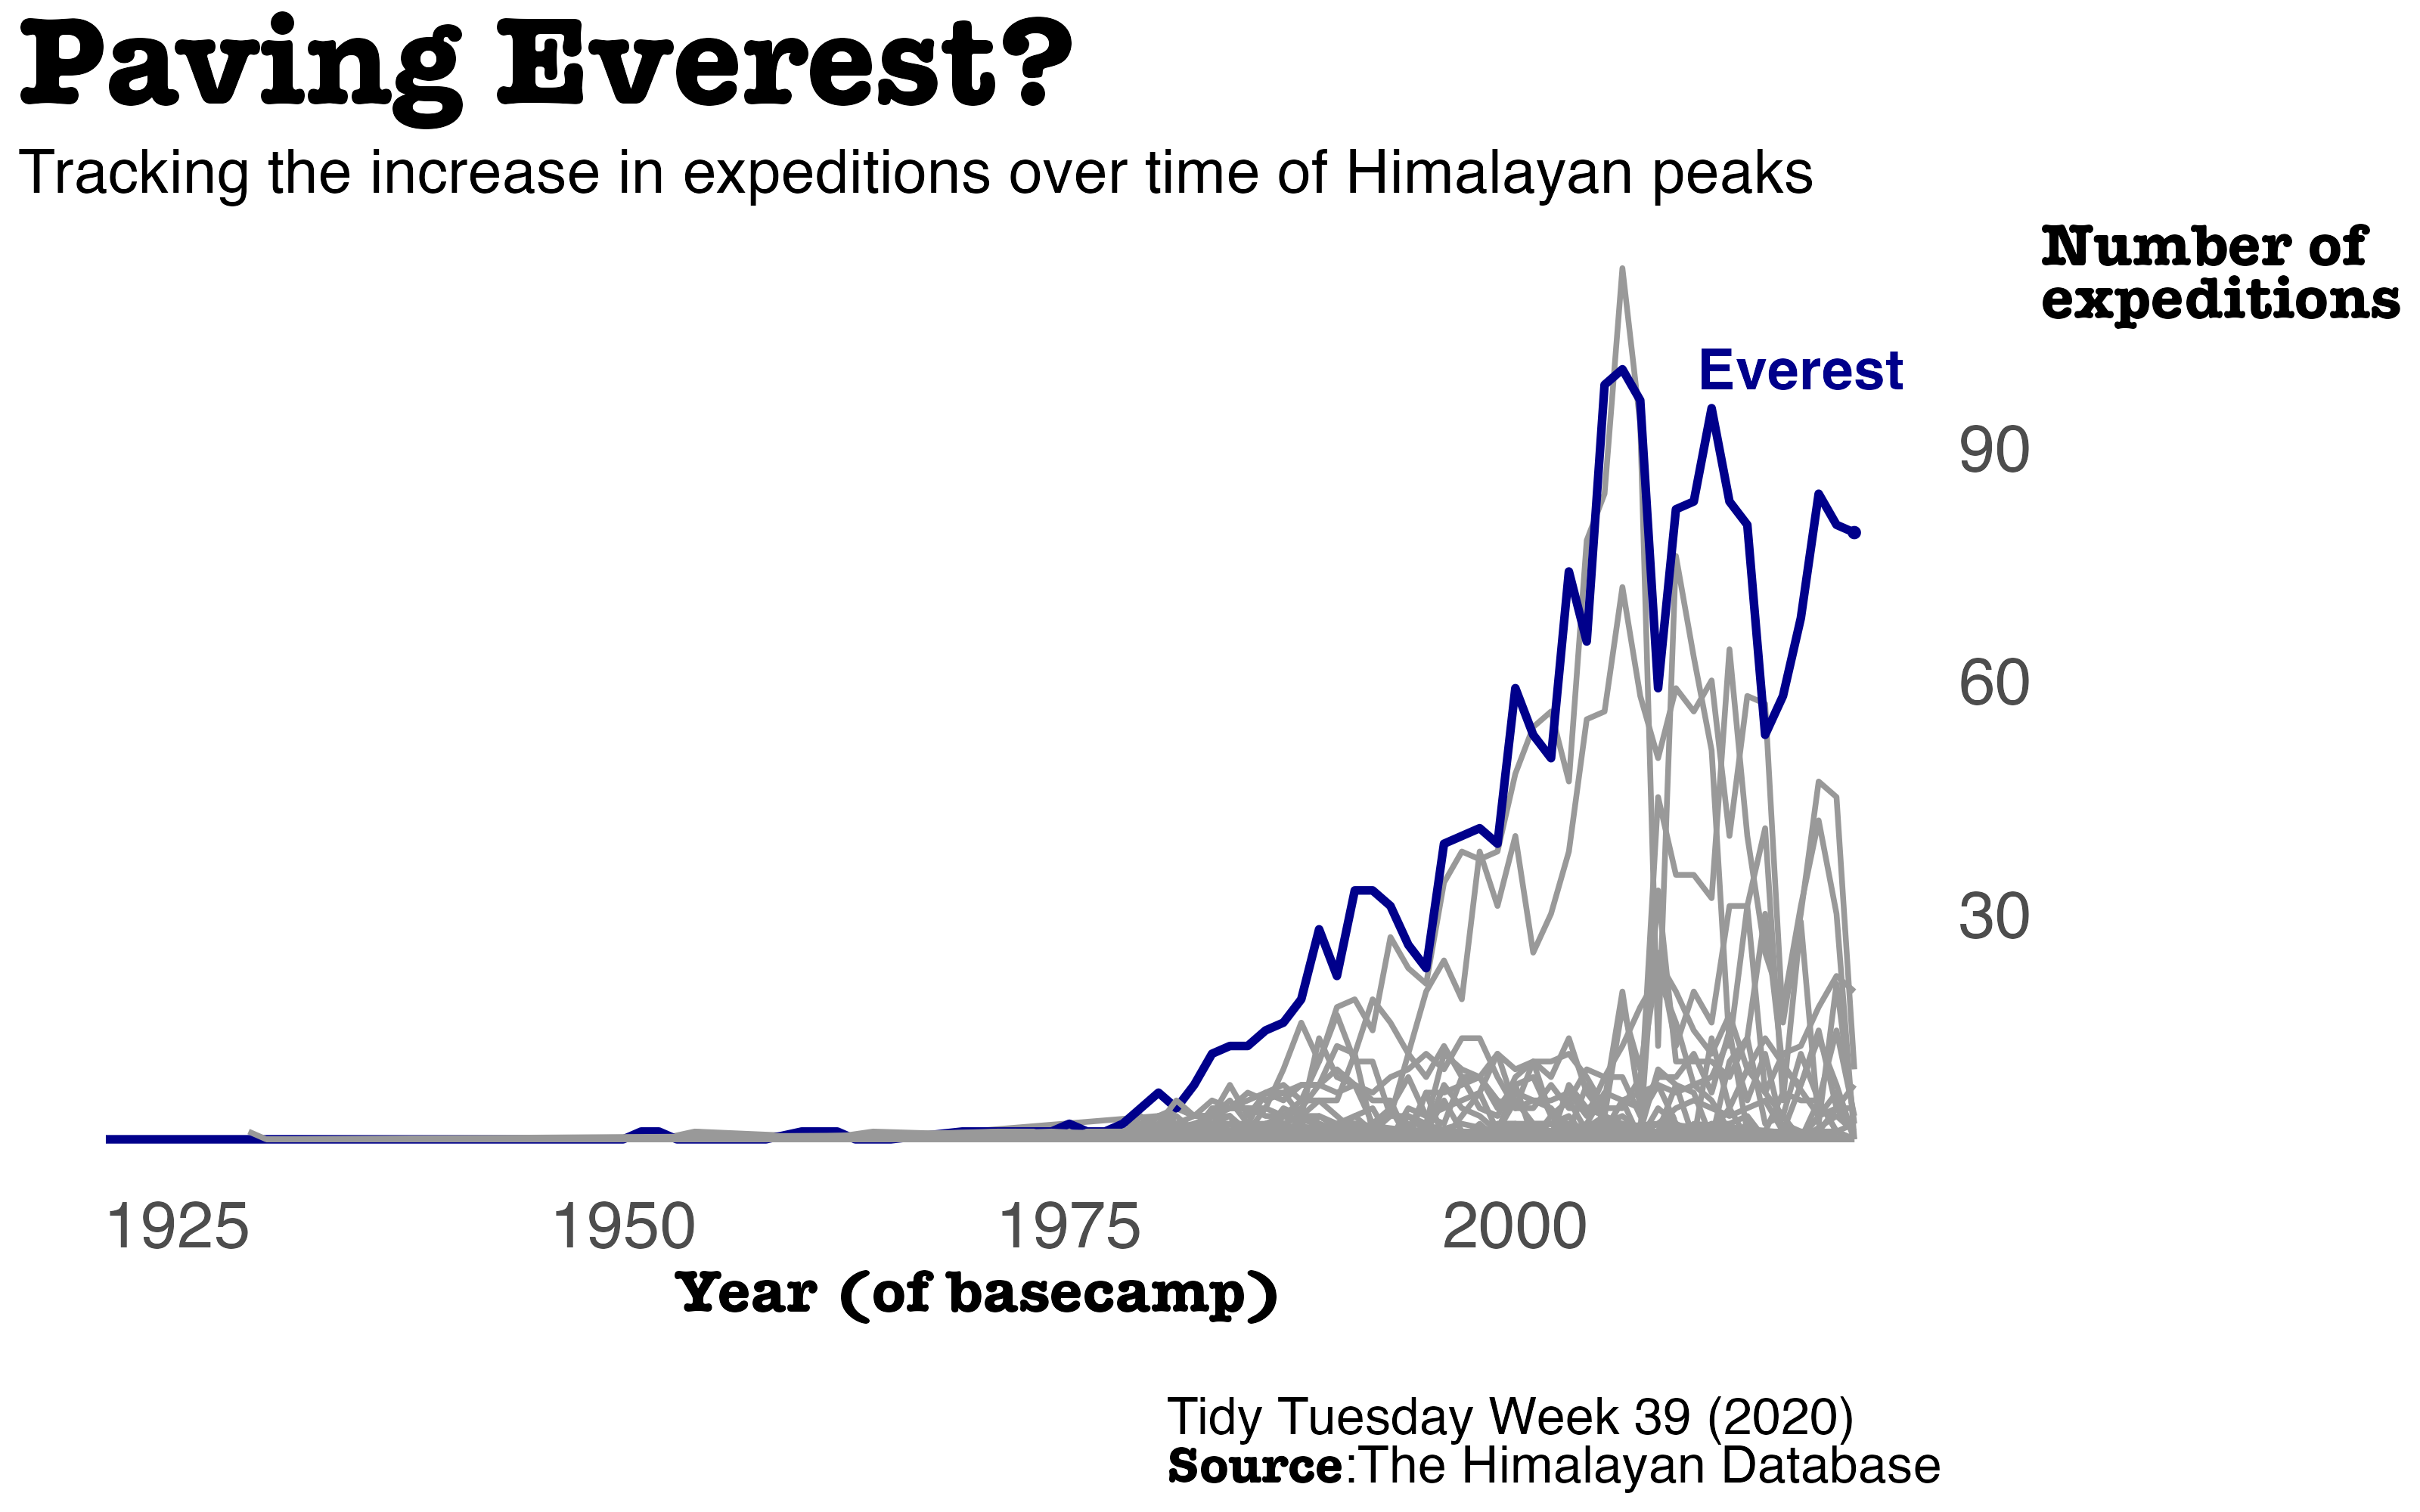 Paving Everest?
Tracking the increase in expeditions over time of Himalayan peaks
Number of
expeditions
Everest
90
60
30
1925
1950
1975
2000
Year (of basecamp)
Tidy Tuesday Week 39 (2020)
Source:The Himalayan Database